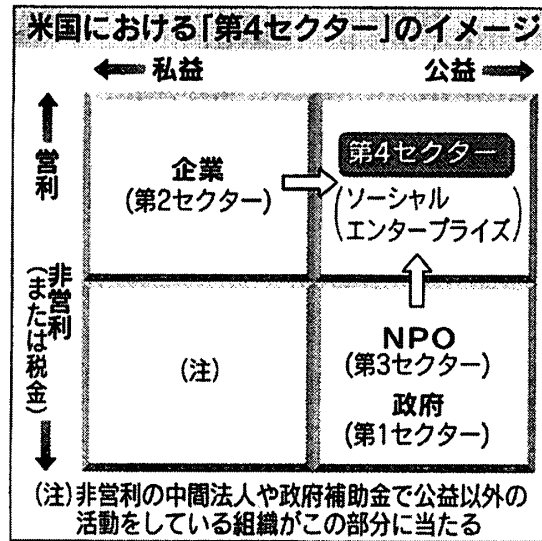 米国における「第4セクター」のイメージ
私益
公益
営利
非営利
(または税金)
企業
(第2セクター)
第4セクター
(ソーシャル
エンタープライズ)
(注)
NPO
(第3セクター)
政府
(第1セクター)
(注)非営利の中間法人や政府補助金で公益以外の
活動をしている組織がこの部分に当たる